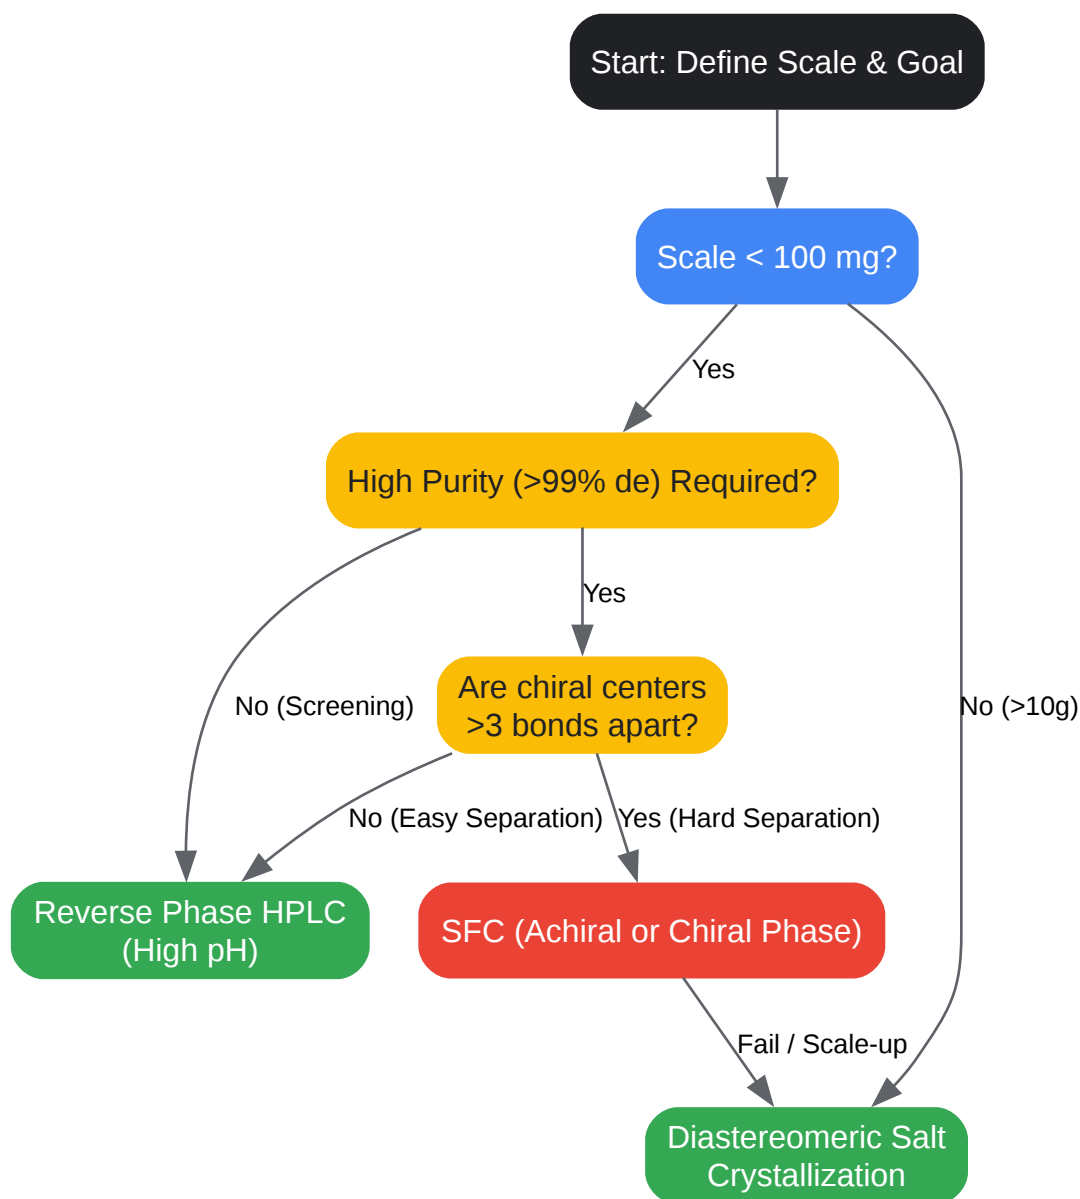 Start: Define Scale & Goal
Scale < 100 mg?
Yes
High Purity (>99% de) Required?
Yes
Are chiral centers
>3 bonds apart?
No (Screening)
No (>10g)
No (Easy Separation)
Yes (Hard Separation)
Reverse Phase HPLC
(High pH)
SFC (Achiral or Chiral Phase)
Fail / Scale-up
Diastereomeric Salt
Crystallization